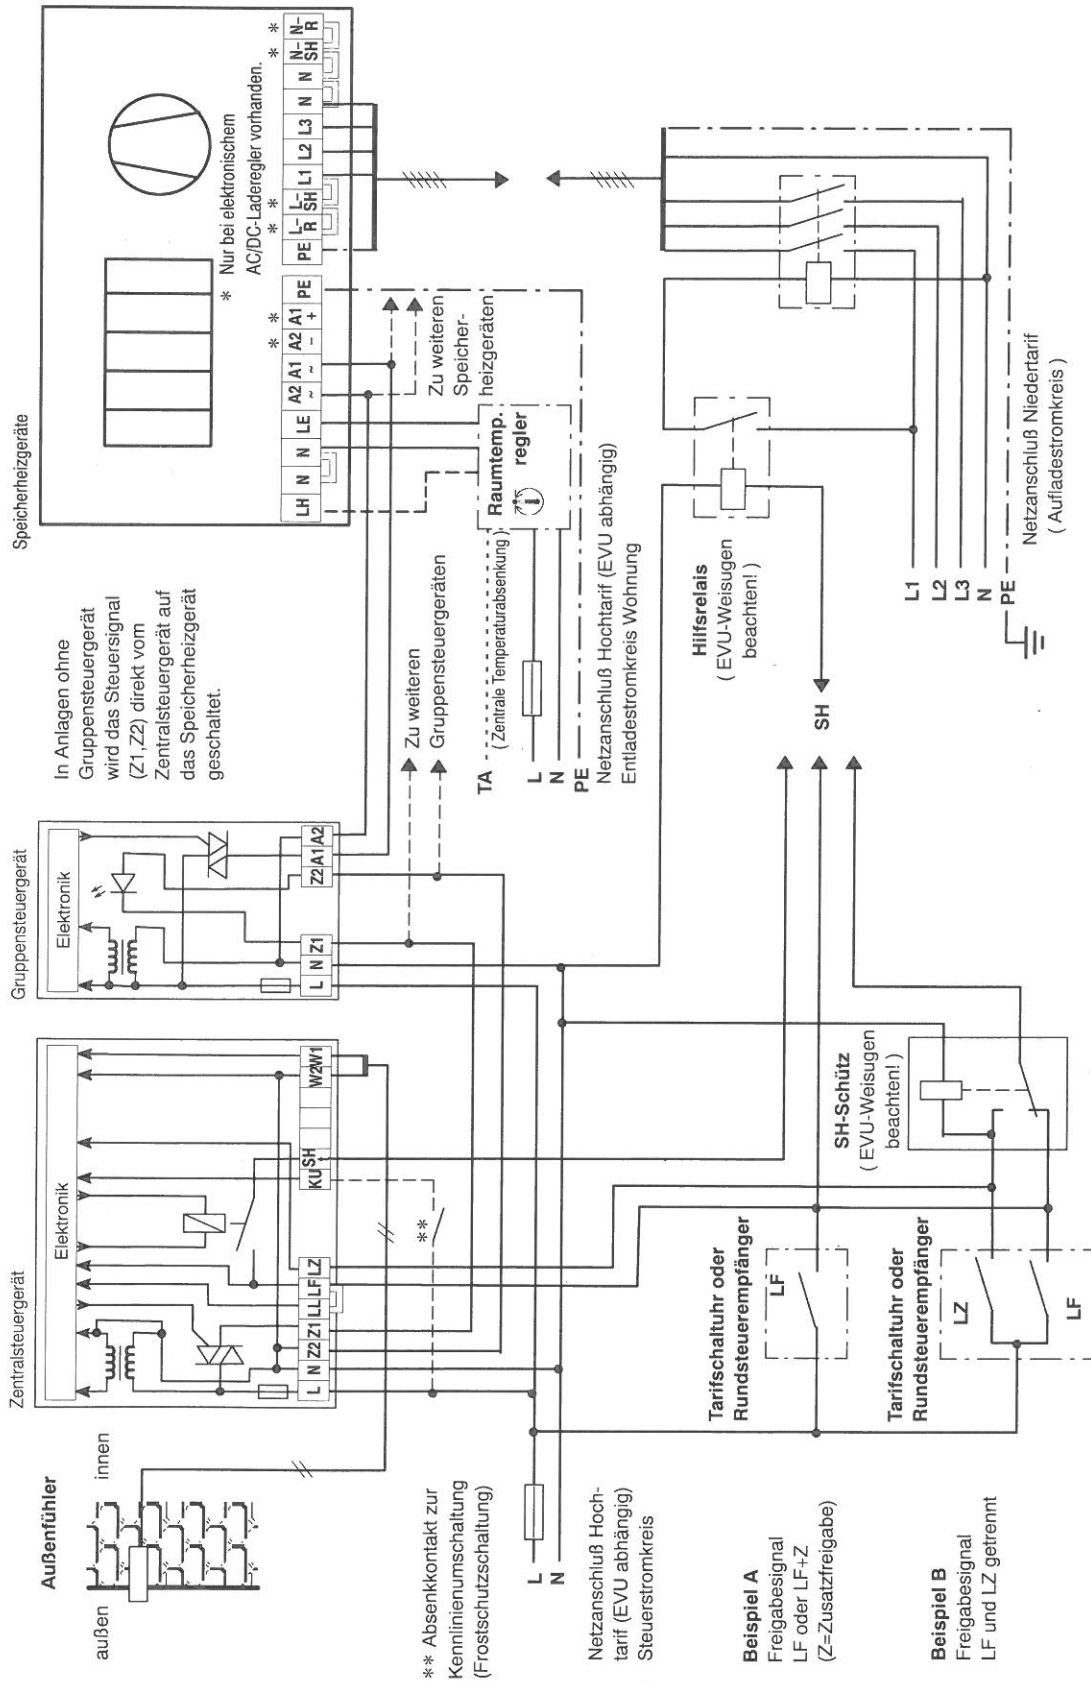 Außenfühler
außen
innen
Zentralsteuergerät
Elektronik
L
N
Z2
Z1
LL
LF
LZ
KU
SH
W2
W1
Gruppensteuergerät
Elektronik
L
N
Z1
Z2
A1
A2
In Anlagen ohne
Gruppensteuergerät
wird das Steuersignal
(Z1,Z2) direkt vom
Zentralsteuergerät auf
das Speicherheizgerät
geschaltet.
Speicherheizgeräte
* Nur bei elektronischem
AC/DC-Laderegler vorhanden.
LH
N
N
LE
A2 ~
A1 ~
* A2 –
* A1 +
PE
PE
* L- R
* L- SH
L1
L2
L3
N
N
* N- SH
* N- R
** Absenkkontakt zur
Kennlinienumschaltung
(Frostschutzschaltung)
**
Zu weiteren
Gruppensteuergeräten
TA
(Zentrale Temperaturabsenkung)
Raumtemp.
regler
Zu weiteren
Speicher-
heizgeräten
L
N
PE
Netzanschluß Hochtarif (EVU abhängig)
Entladestromkreis Wohnung
L
N
Netzanschluß Hoch-
tarif (EVU abhängig)
Steuerstromkreis
Hilfsrelais
( EVU-Weisugen
beachten! )
SH
Beispiel A
Freigabesignal
LF oder LF+Z
(Z=Zusatzfreigabe)
Tarifschaltuhr oder
Rundsteuerempfänger
LF
SH-Schütz
( EVU-Weisugen
beachten! )
Beispiel B
Freigabesignal
LF und LZ getrennt
Tarifschaltuhr oder
Rundsteuerempfänger
LZ
LF
L1
L2
L3
N
PE
Netzanschluß Niedertarif
( Aufladestromkreis )